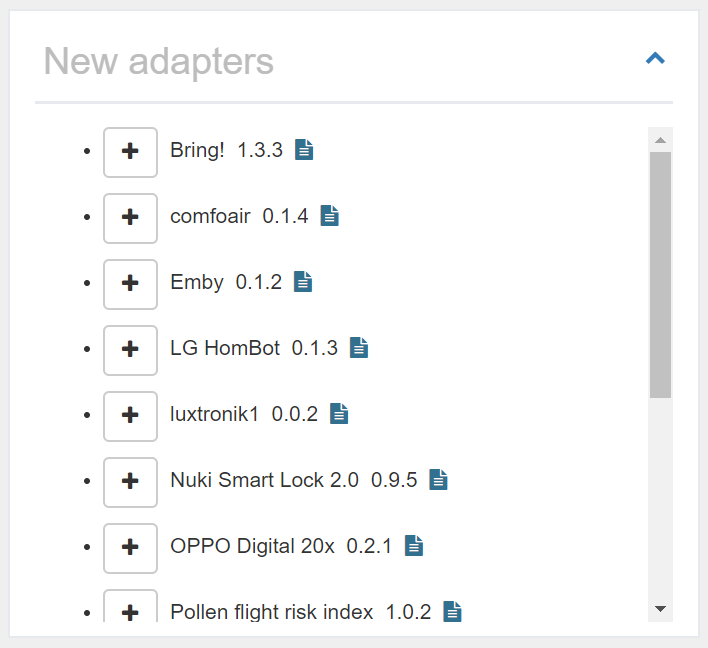 New adapters
Bring! 1.3.3
comfoair 0.1.4
Emby 0.1.2
LG HomBot 0.1.3
luxtronik1 0.0.2
Nuki Smart Lock 2.0 0.9.5
OPPO Digital 20x 0.2.1
Pollen flight risk index 1.0.2